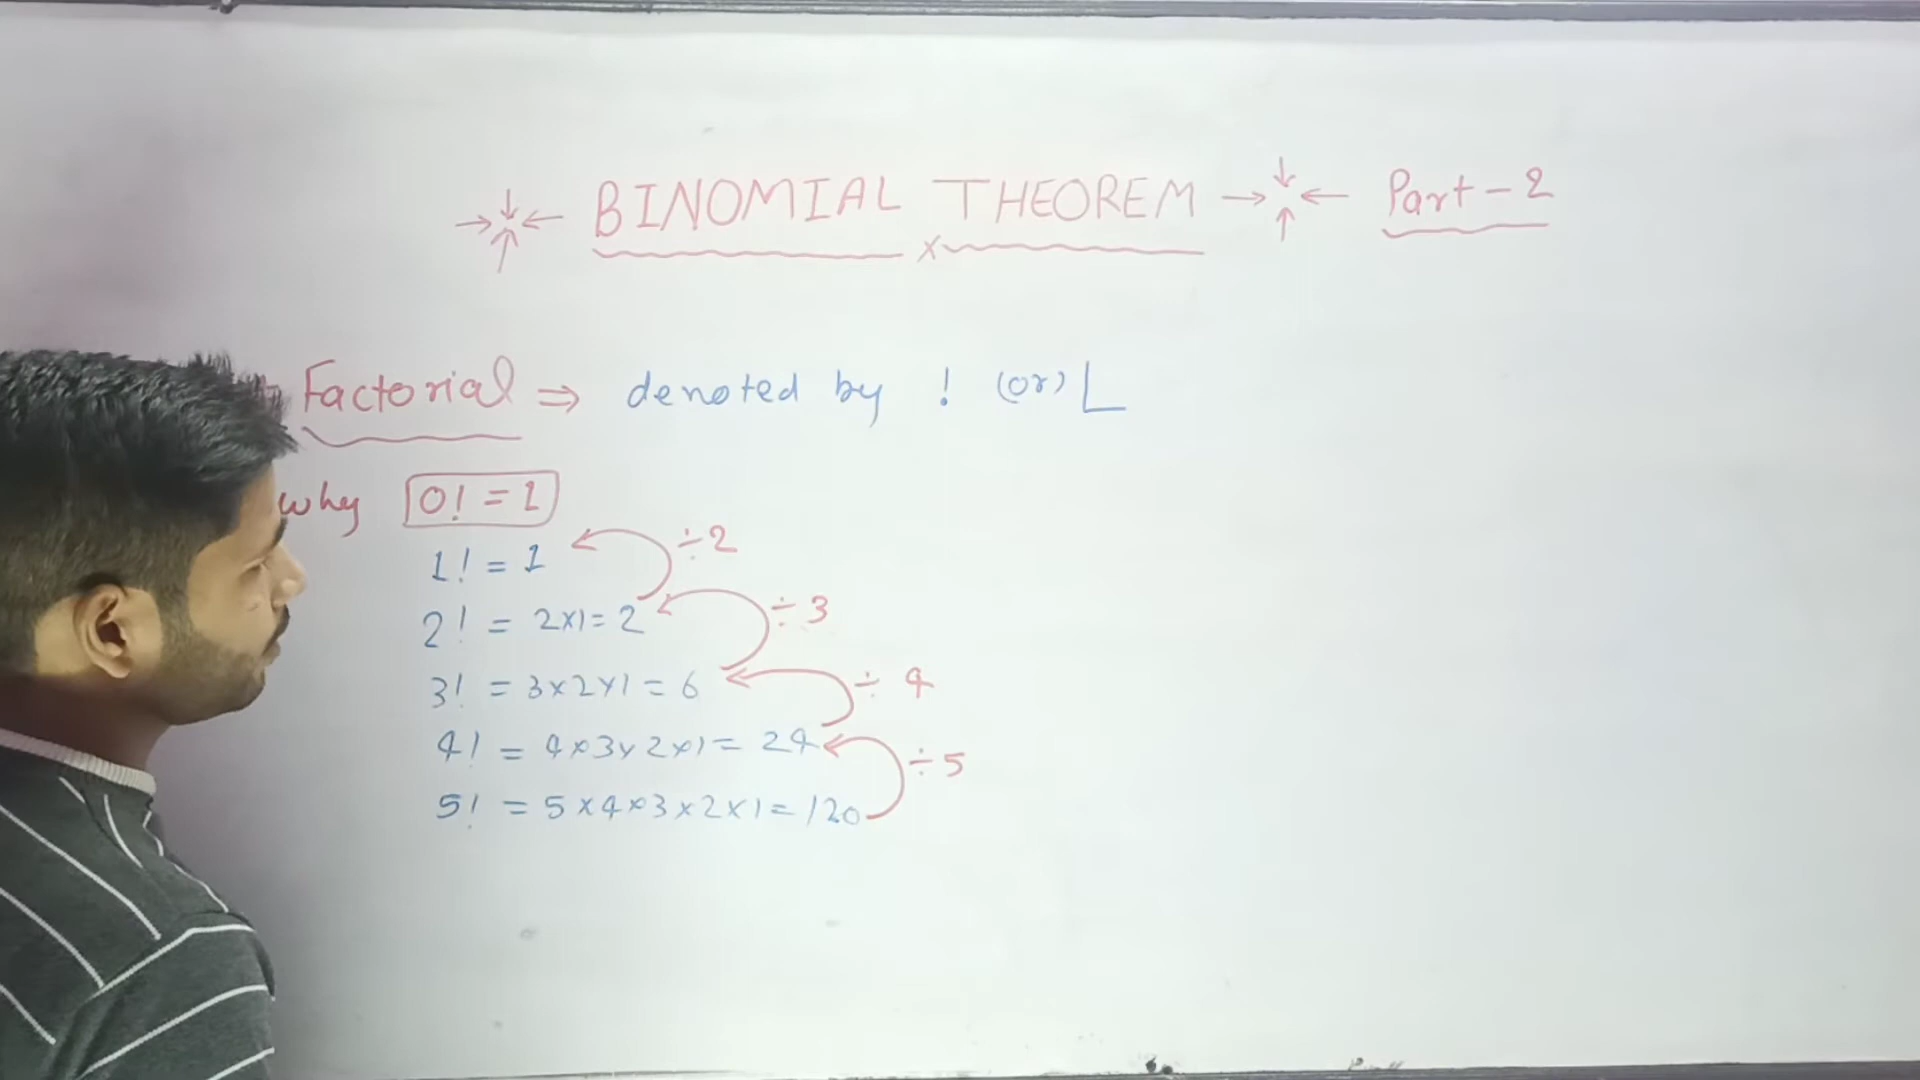 BINOMIAL THEOREM Part-2
Factorial ⇒ denoted by ! (or) L
why 0! = 1
1! = 1 ÷2
2! = 2×1=2 ÷3
3! = 3×2×1 = 6 ÷ 4
4! = 4×3×2×1= 24 ÷5
5! = 5×4×3×2×1=120